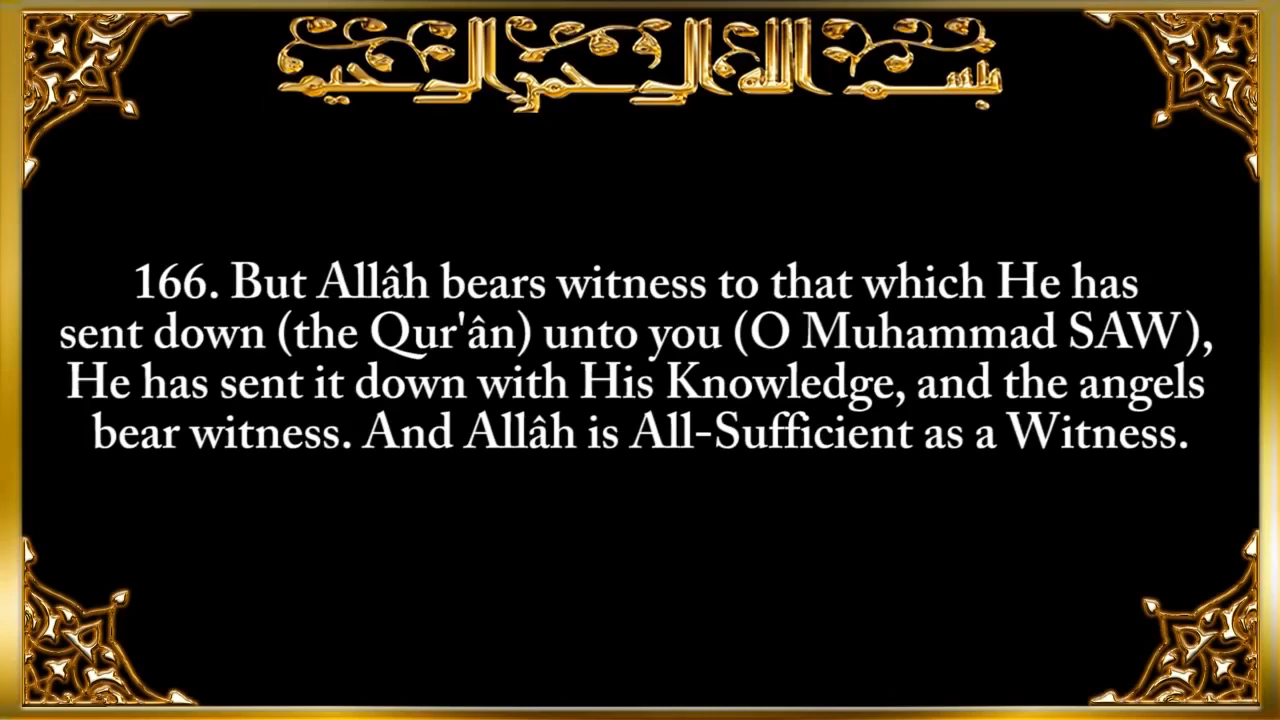 بسم الله الرحمن الرحيم
166. But Allâh bears witness to that which He has
sent down (the Qur'ân) unto you (O Muhammad SAW),
He has sent it down with His Knowledge, and the angels
bear witness. And Allâh is All-Sufficient as a Witness.